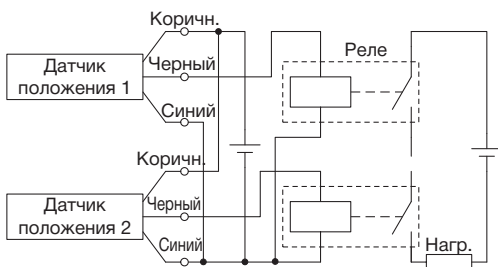 Коричн.
Датчик
положения 1
Черный
Синий
Реле
Коричн.
Датчик
положения 2
Черный
Синий
Нагр.